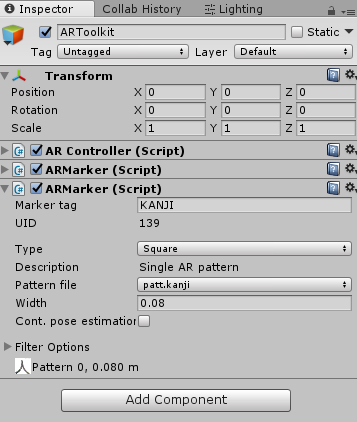 Inspector Collab History Lighting
ARToolkit Static
Tag Untagged Layer Default
Transform
Position X 0 Y 0 Z 0
Rotation X 0 Y 0 Z 0
Scale X 1 Y 1 Z 1
AR Controller (Script)
ARMarker (Script)
ARMarker (Script)
Marker tag KANJI
UID 139
Type Square
Description Single AR pattern
Pattern file patt.kanji
Width 0.08
Cont. pose estimation
Filter Options
人 Pattern 0, 0.080 m
Add Component